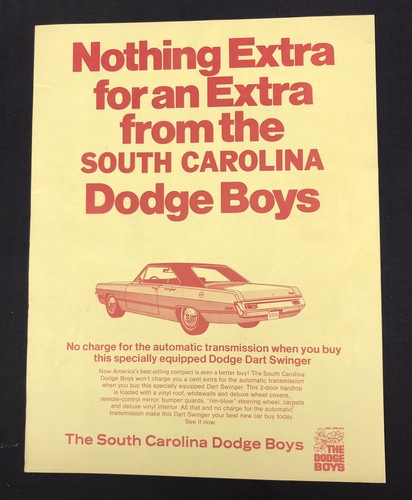 Nothing Extra
for an Extra
from the
SOUTH CAROLINA
Dodge Boys
No charge for the automatic transmission when you buy
this specially equipped Dodge Dart Swinger
Now America's best selling compact is even a better buy! The South Carolina
Dodge Boys won't charge you a cent extra for the automatic transmission
when you buy this specially equipped Dart Swinger. This 2-door hardtop
is loaded with a vinyl roof, whitewalls and deluxe wheel covers,
remote-control mirror, bumper guards, "rim-blow" steering wheel, carpets
and deluxe vinyl interior. All that and no charge for the automatic
transmission make this Dart Swinger your best new car buy today.
See it now.
The South Carolina Dodge Boys
THE
DODGE
BOYS